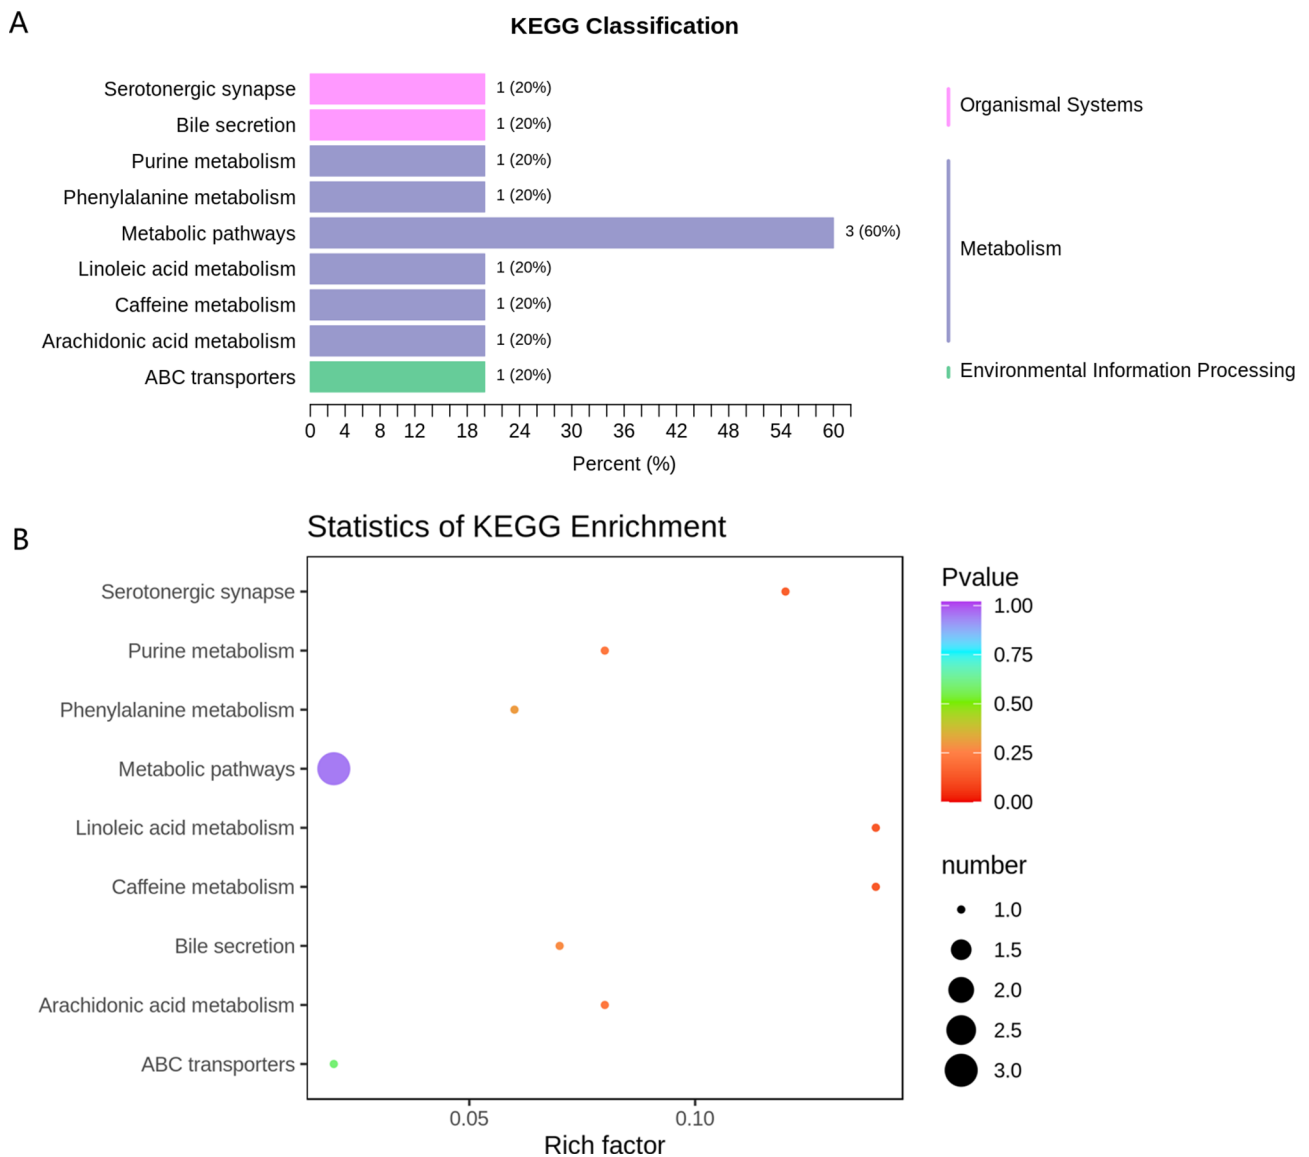 A
KEGG Classification
Serotonergic synapse 1 (20%)
Bile secretion 1 (20%)
Purine metabolism 1 (20%)
Phenylalanine metabolism 1 (20%)
Metabolic pathways 3 (60%)
Linoleic acid metabolism 1 (20%)
Caffeine metabolism 1 (20%)
Arachidonic acid metabolism 1 (20%)
ABC transporters 1 (20%)
0 4 8 12 18 24 30 36 42 48 54 60
Percent (%)
Organismal Systems
Metabolism
Environmental Information Processing
B
Statistics of KEGG Enrichment
Serotonergic synapse
Purine metabolism
Phenylalanine metabolism
Metabolic pathways
Linoleic acid metabolism
Caffeine metabolism
Bile secretion
Arachidonic acid metabolism
ABC transporters
0.05 0.10
Rich factor
Pvalue
1.00
0.75
0.50
0.25
0.00
number
1.0
1.5
2.0
2.5
3.0